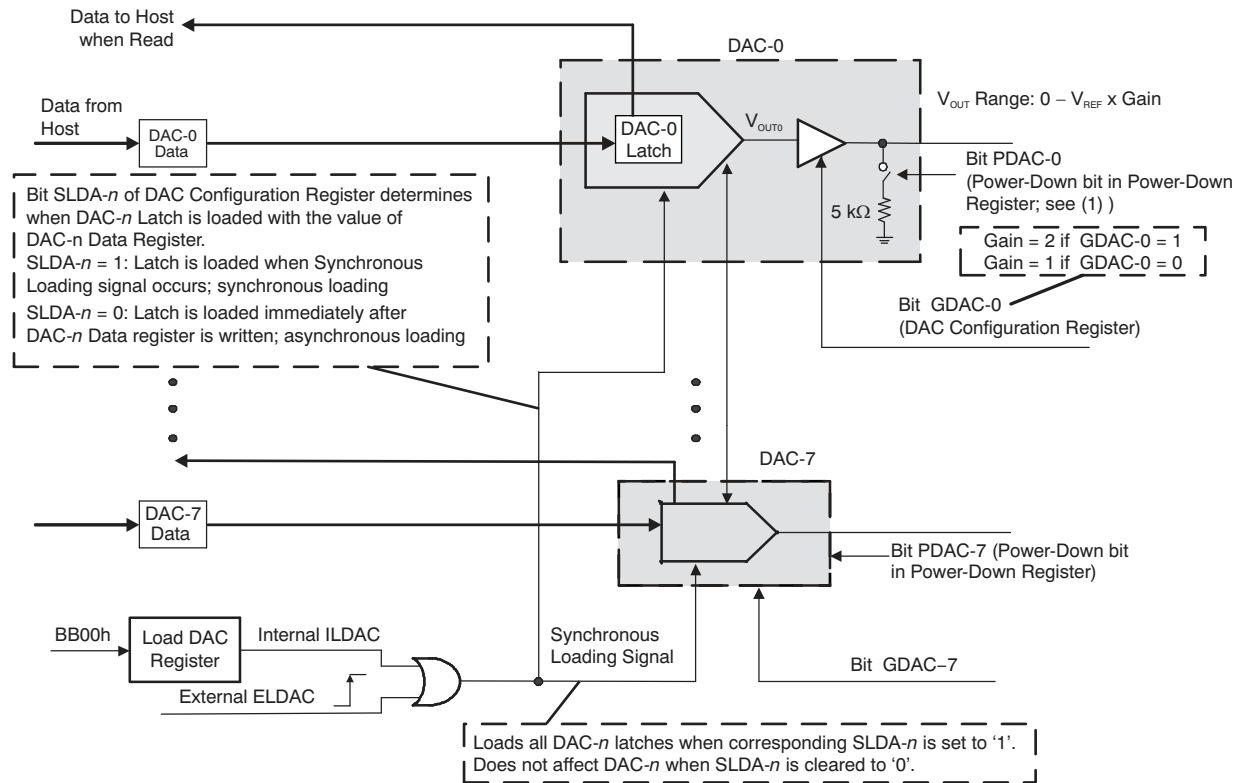 Data to Host
when Read
DAC-0
Data from
Host
DAC-0
Data
DAC-0
Latch
VOUT0
VOUT Range: 0 – VREF x Gain
Bit PDAC-0
(Power-Down bit in Power-Down
Register; see (1) )
5 kΩ
Gain = 2 if GDAC-0 = 1
Gain = 1 if GDAC-0 = 0
Bit GDAC-0
(DAC Configuration Register)
Bit SLDA-n of DAC Configuration Register determines
when DAC-n Latch is loaded with the value of
DAC-n Data Register.
SLDA-n = 1: Latch is loaded when Synchronous
Loading signal occurs; synchronous loading
SLDA-n = 0: Latch is loaded immediately after
DAC-n Data register is written; asynchronous loading
DAC-7
DAC-7
Data
Bit PDAC-7 (Power-Down bit
in Power-Down Register)
BB00h
Load DAC
Register
Internal ILDAC
External ELDAC
Synchronous
Loading Signal
Bit GDAC–7
Loads all DAC-n latches when corresponding SLDA-n is set to ‘1’.
Does not affect DAC-n when SLDA-n is cleared to ‘0’.